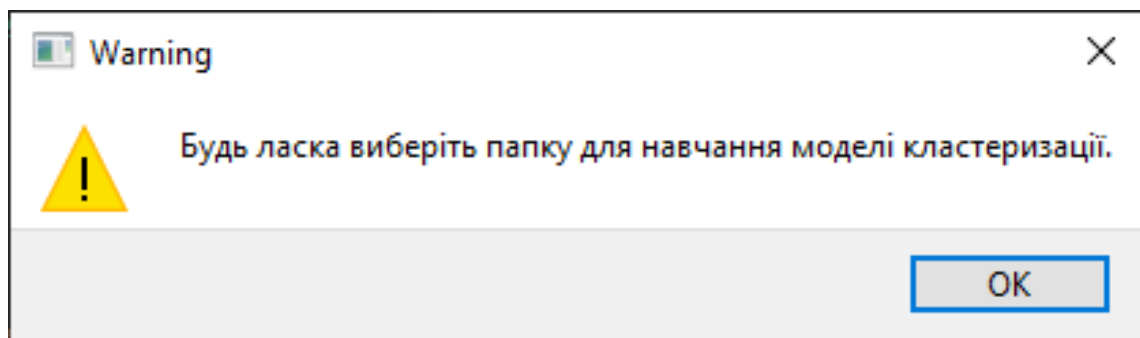 Warning
Будь ласка виберіть папку для навчання моделі кластеризації.
OK